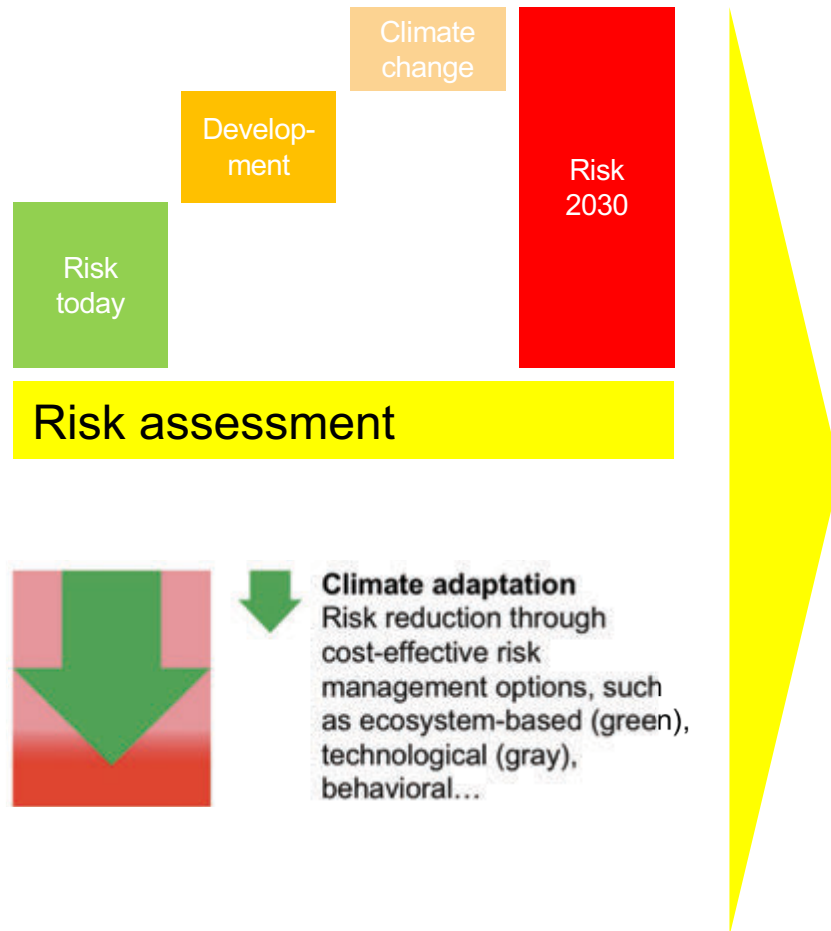 Climate
change
Develop-
ment
Risk
2030
Risk
today
Risk assessment
Climate adaptation
Risk reduction through
cost-effective risk
management options, such
as ecosystem-based (green),
technological (gray),
behavioral…